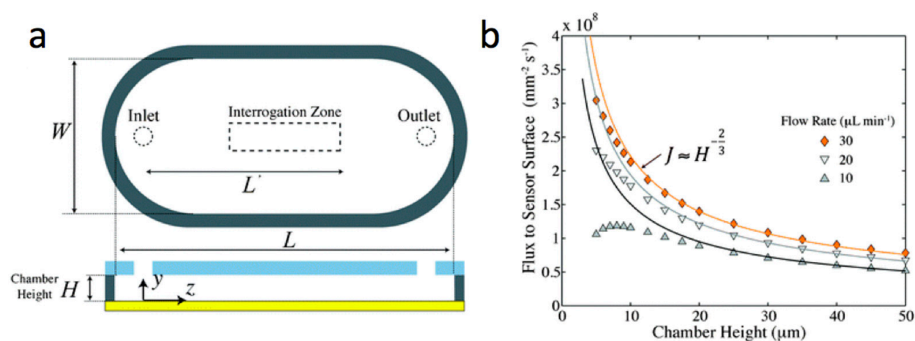 a
W
Inlet
Interrogation Zone
Outlet
L'
L
Chamber
Height
H
y
z
b
× 10⁸
Flux to Sensor Surface (mm⁻² s⁻¹)
4
3.5
3
2.5
2
1.5
1
0.5
0
0
10
20
30
40
50
Chamber Height (μm)
Flow Rate (μL min⁻¹)
30
20
10
J ≈ H^-2/3